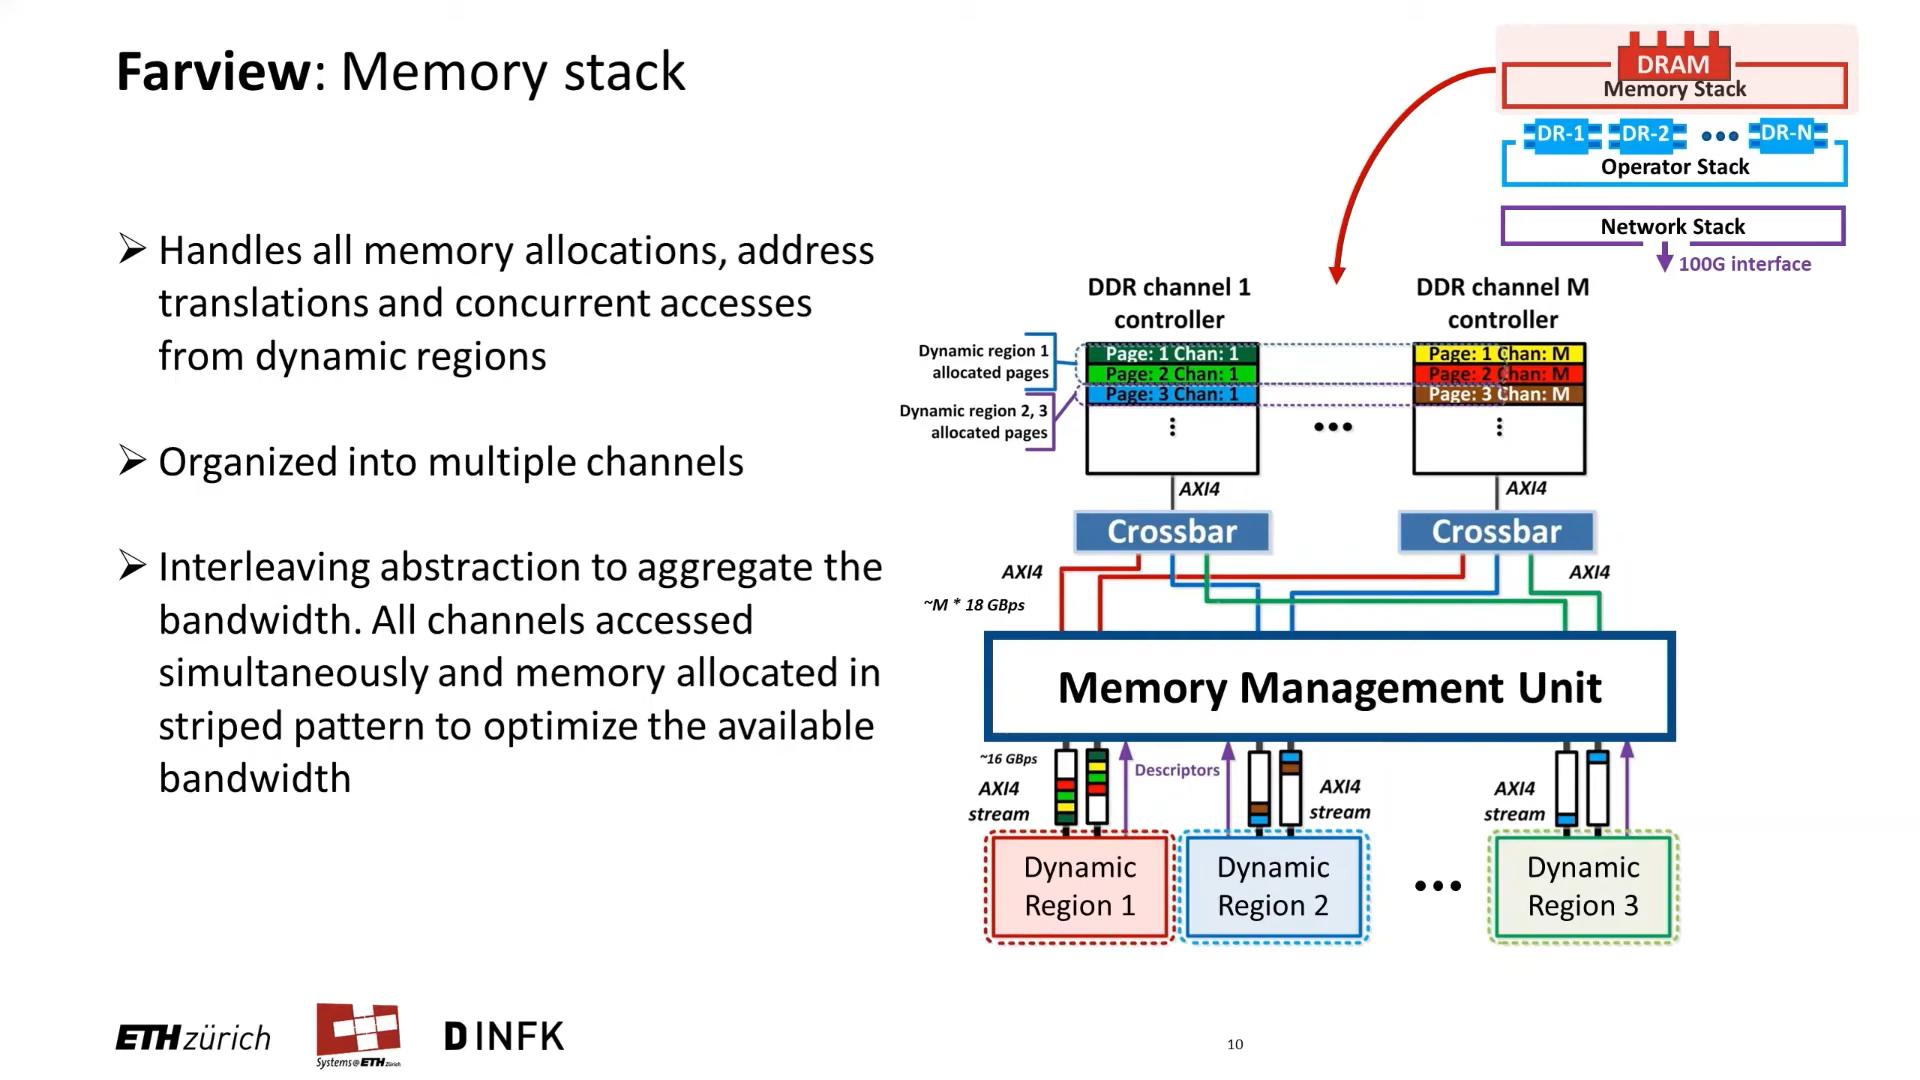 Farview: Memory stack
➢ Handles all memory allocations, address
translations and concurrent accesses
from dynamic regions
➢ Organized into multiple channels
➢ Interleaving abstraction to aggregate the
bandwidth. All channels accessed
simultaneously and memory allocated in
striped pattern to optimize the available
bandwidth
DRAM
Memory Stack
DR-1 DR-2 ••• DR-N
Operator Stack
Network Stack
100G interface
DDR channel 1
controller
DDR channel M
controller
Dynamic region 1
allocated pages
Dynamic region 2, 3
allocated pages
Page: 1 Chan: 1
Page: 2 Chan: 1
Page: 3 Chan: 1
Page: 1 Chan: M
Page: 2 Chan: M
Page: 3 Chan: M
AXI4
AXI4
Crossbar
Crossbar
AXI4
AXI4
~M * 18 GBps
Memory Management Unit
~16 GBps
AXI4
stream
Descriptors
AXI4
stream
AXI4
stream
Dynamic
Region 1
Dynamic
Region 2
•••
Dynamic
Region 3
ETH zürich
Systems@ETH Zürich
D INFK
10